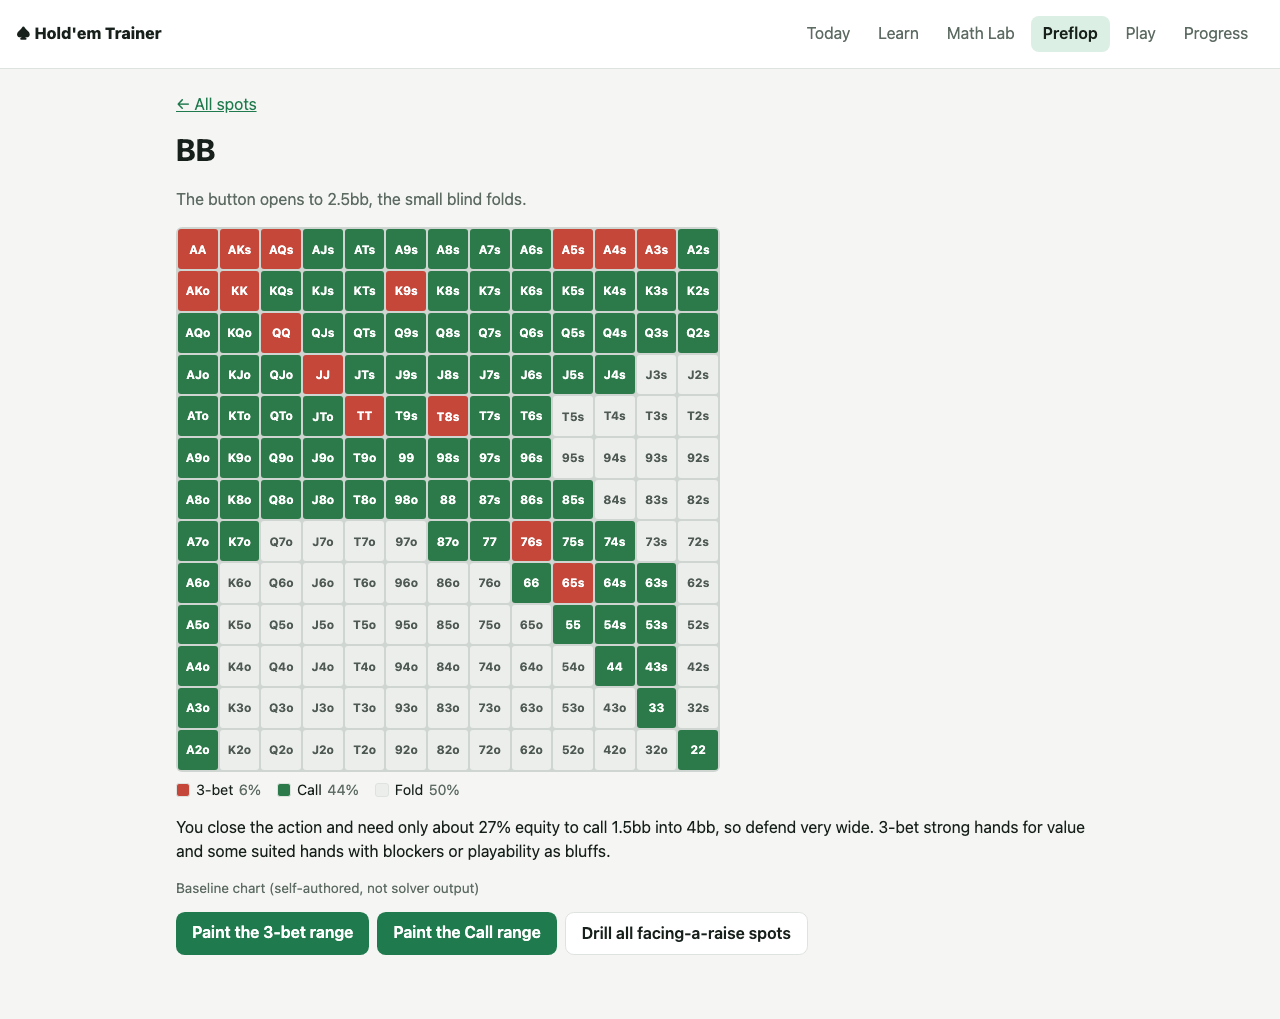 ♠ Hold'em Trainer Today Learn Math Lab Preflop Play Progress
← All spots
BB
The button opens to 2.5bb, the small blind folds.
AA AKs AQs AJs ATs A9s A8s A7s A6s A5s A4s A3s A2s
AKo KK KQs KJs KTs K9s K8s K7s K6s K5s K4s K3s K2s
AQo KQo QQ QJs QTs Q9s Q8s Q7s Q6s Q5s Q4s Q3s Q2s
AJo KJo QJo JJ JTs J9s J8s J7s J6s J5s J4s J3s J2s
ATo KTo QTo JTo TT T9s T8s T7s T6s T5s T4s T3s T2s
A9o K9o Q9o J9o T9o 99 98s 97s 96s 95s 94s 93s 92s
A8o K8o Q8o J8o T8o 98o 88 87s 86s 85s 84s 83s 82s
A7o K7o Q7o J7o T7o 97o 87o 77 76s 75s 74s 73s 72s
A6o K6o Q6o J6o T6o 96o 86o 76o 66 65s 64s 63s 62s
A5o K5o Q5o J5o T5o 95o 85o 75o 65o 55 54s 53s 52s
A4o K4o Q4o J4o T4o 94o 84o 74o 64o 54o 44 43s 42s
A3o K3o Q3o J3o T3o 93o 83o 73o 63o 53o 43o 33 32s
A2o K2o Q2o J2o T2o 92o 82o 72o 62o 52o 42o 32o 22
3-bet 6% Call 44% Fold 50%
You close the action and need only about 27% equity to call 1.5bb into 4bb, so defend very wide. 3-bet strong hands for value
and some suited hands with blockers or playability as bluffs.
Baseline chart (self-authored, not solver output)
Paint the 3-bet range Paint the Call range Drill all facing-a-raise spots